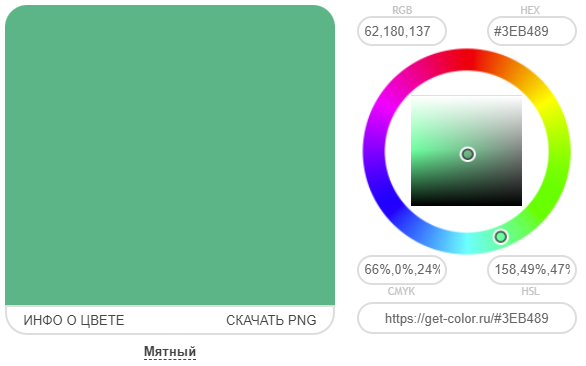 RGB
HEX
62,180,137
#3EB489
66%,0%,24%
158,49%,47%
CMYK
HSL
ИНФО О ЦВЕТЕ
СКАЧАТЬ PNG
https://get-color.ru/#3EB489
Мятный